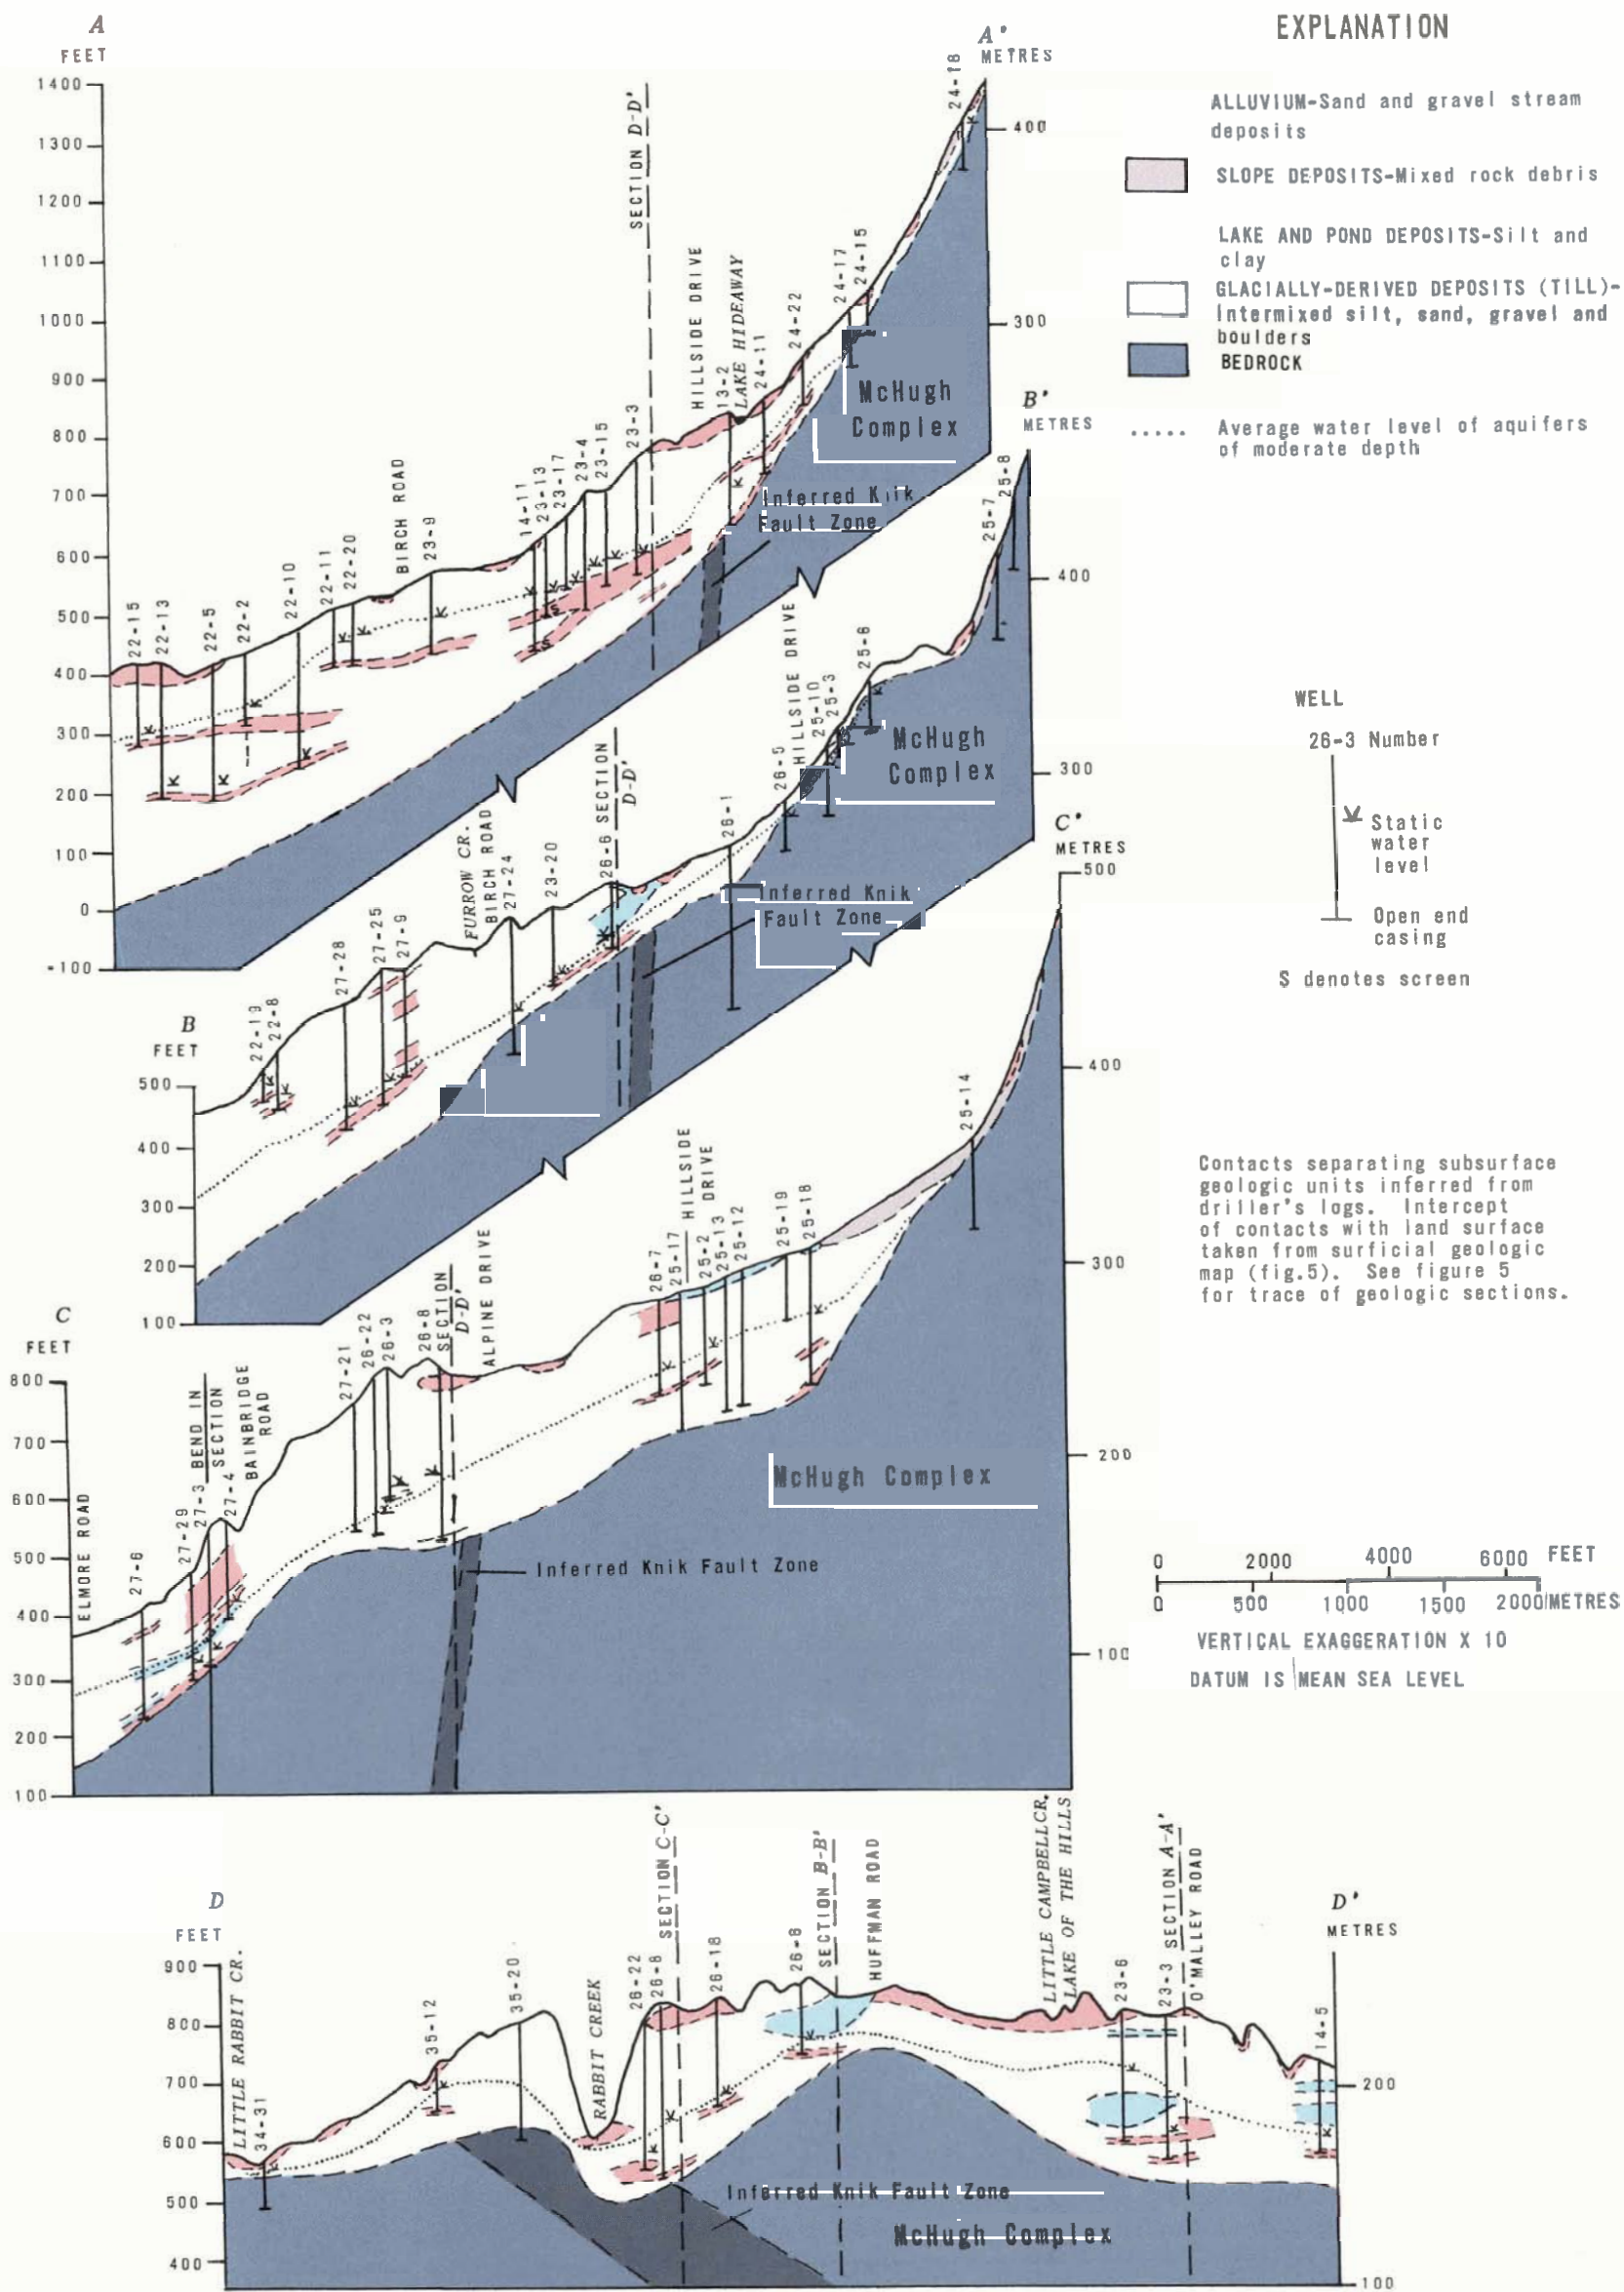 A
FEET
1400
1300
1200
1100
1000
900
800
700
600
500
400
300
200
100
0
-100
22-15
22-13
22-5
22-2
22-10
22-11
22-20
BIRCH ROAD
23-9
14-11
23-13
23-17
23-4
23-15
23-3
SECTION D-D'
HILLSIDE DRIVE
13-2
LAKE HIDEAWAY
24-11
24-22
24-17
24-15
24-18
A'
METRES
400
300
S
S
McHugh
Complex
Inferred Knik
Fault Zone
B
FEET
500
400
300
200
100
22-19
22-8
27-28
27-25
27-9
FURROW CR.
BIRCH ROAD
27-24
23-20
26-6
SECTION
D-D'
26-1
26-5
HILLSIDE DRIVE
25-10
25-3
25-6
25-7
25-8
B'
METRES
400
300
McHugh
Complex
Inferred Knik
Fault Zone
C
FEET
800
700
600
500
400
300
200
100
ELMORE ROAD
27-6
27-29
27-3
BEND IN
SECTION
27-4
BAINBRIDGE
ROAD
27-21
26-22
26-3
26-8
SECTION
D-D'
ALPINE DRIVE
26-7
25-17
HILLSIDE
DRIVE
25-2
25-13
25-12
25-19
25-18
25-14
C'
METRES
500
400
300
200
100
McHugh Complex
Inferred Knik Fault Zone
D
FEET
900
800
700
600
500
400
LITTLE RABBIT CR.
34-31
35-12
35-20
RABBIT CREEK
26-22
26-8
SECTION C-C'
26-18
26-6
SECTION B-B'
HUFFMAN ROAD
LITTLE CAMPBELL CR.
LAKE OF THE HILLS
23-6
23-3
SECTION A-A'
O'MALLEY ROAD
14-5
D'
METRES
200
100
Inferred Knik Fault Zone
McHugh Complex
EXPLANATION
ALLUVIUM-Sand and gravel stream
deposits
SLOPE DEPOSITS-Mixed rock debris
LAKE AND POND DEPOSITS-Silt and
clay
GLACIALLY-DERIVED DEPOSITS (TILL)-
Intermixed silt, sand, gravel and
boulders
BEDROCK
..... Average water level of aquifers
of moderate depth
WELL
26-3 Number
Static
water
level
Open end
casing
S denotes screen
Contacts separating subsurface
geologic units inferred from
driller's logs. Intercept
of contacts with land surface
taken from surficial geologic
map (fig.5). See figure 5
for trace of geologic sections.
0 2000 4000 6000 FEET
0 500 1000 1500 2000 METRES
VERTICAL EXAGGERATION X 10
DATUM IS MEAN SEA LEVEL